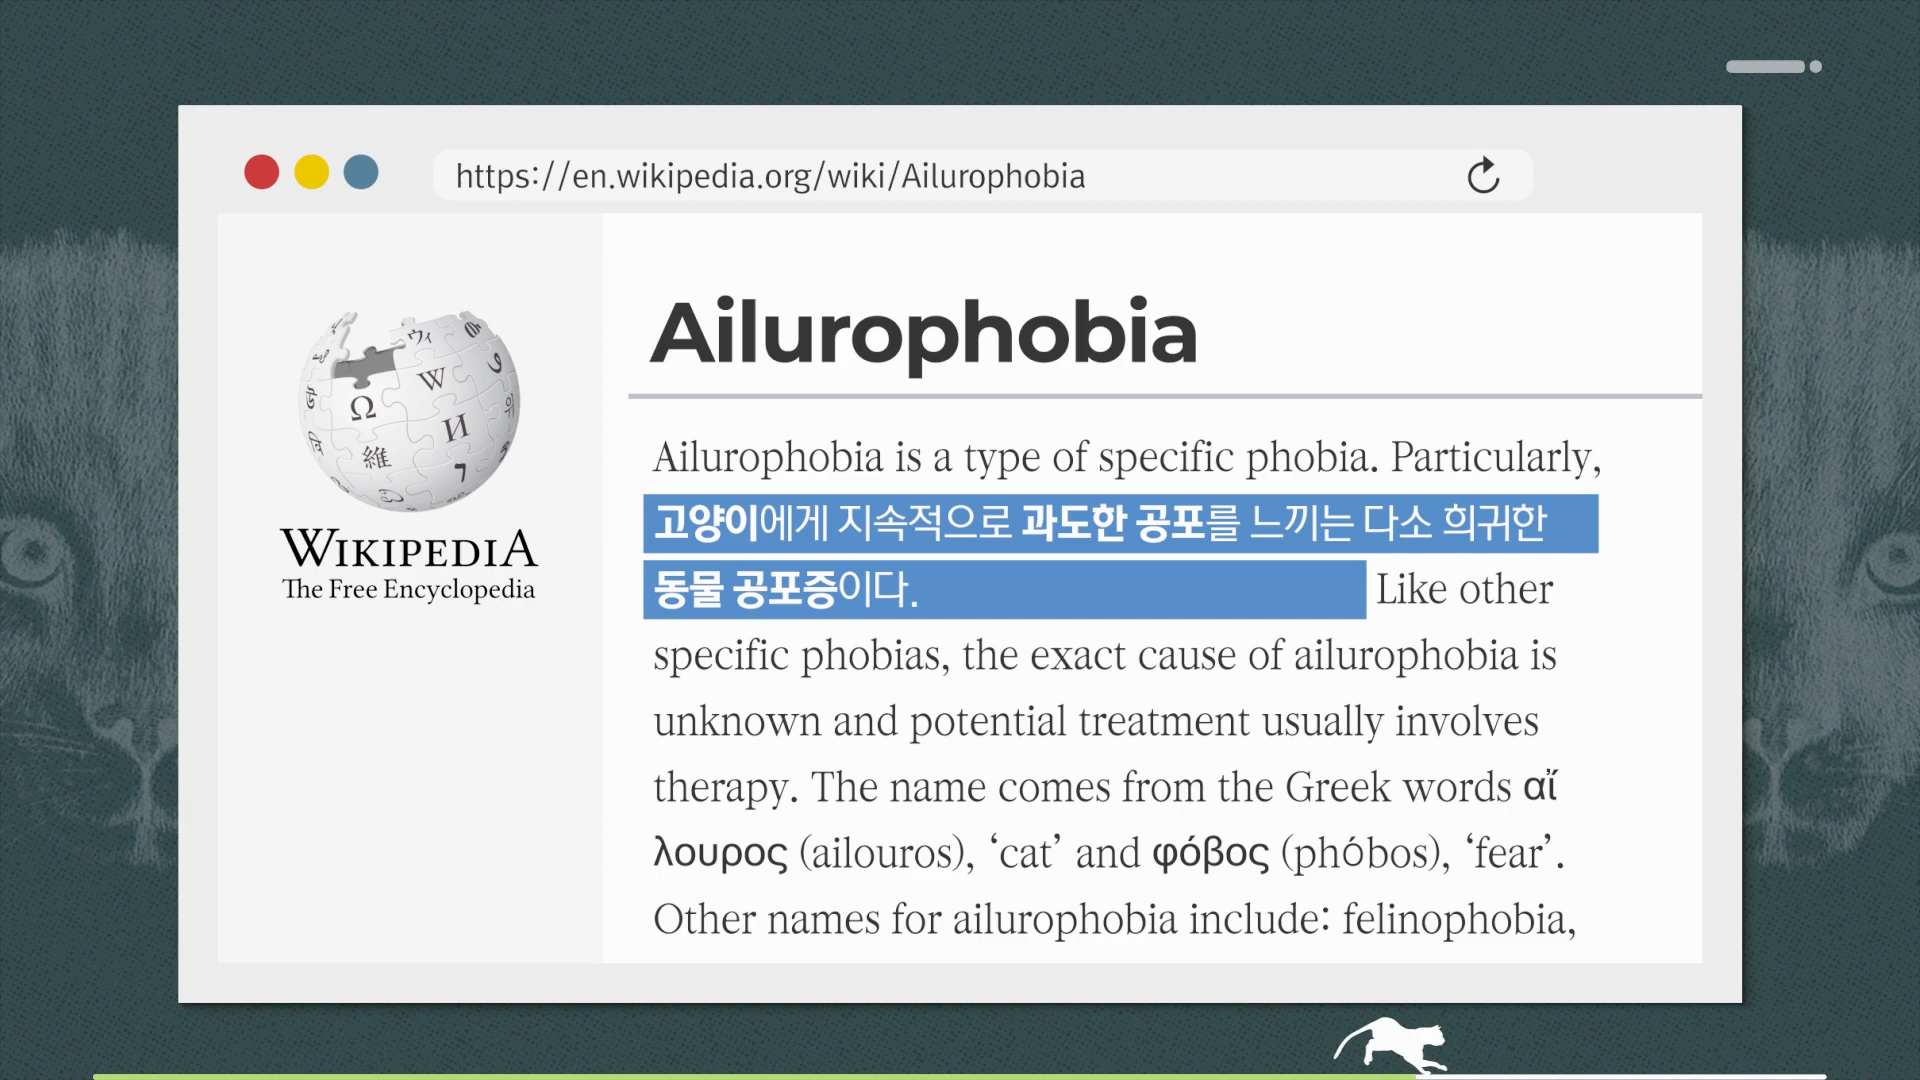 https://en.wikipedia.org/wiki/Ailurophobia
WIKIPEDIA
The Free Encyclopedia
Ailurophobia
Ailurophobia is a type of specific phobia. Particularly,
고양이에게 지속적으로 과도한 공포를 느끼는 다소 희귀한
동물 공포증이다. Like other
specific phobias, the exact cause of ailurophobia is
unknown and potential treatment usually involves
therapy. The name comes from the Greek words αἴ
λουρος (ailouros), ‘cat’ and φόβος (phóbos), ‘fear’.
Other names for ailurophobia include: felinophobia,